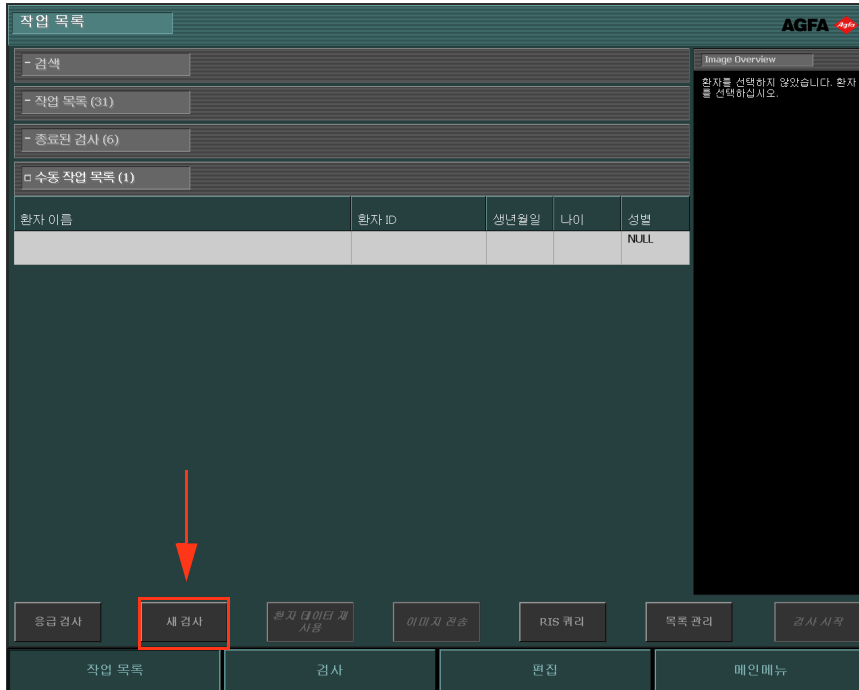 작업 목록
AGFA Agfa
- 검색
Image Overview
환자를 선택하지 않았습니다. 환자
를 선택하십시오.
- 작업 목록 (31)
- 종료된 검사 (6)
수동 작업 목록 (1)
환자 이름 환자 ID 생년월일 나이 성별
NULL
응급 검사 새 검사 환자 데이터 재
사용 이미지 전송 RIS 쿼리 목록 관리 검사 시작
작업 목록 검사 편집 메인메뉴